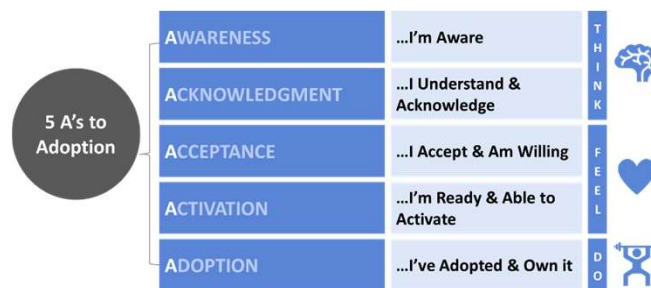 5 A's to
Adoption
AWARENESS
...I'm Aware
ACKNOWLEDGMENT
...I Understand &
Acknowledge
THINK
ACCEPTANCE
...I Accept & Am Willing
ACTIVATION
...I'm Ready & Able to
Activate
FEEL
ADOPTION
...I've Adopted & Own it
DO